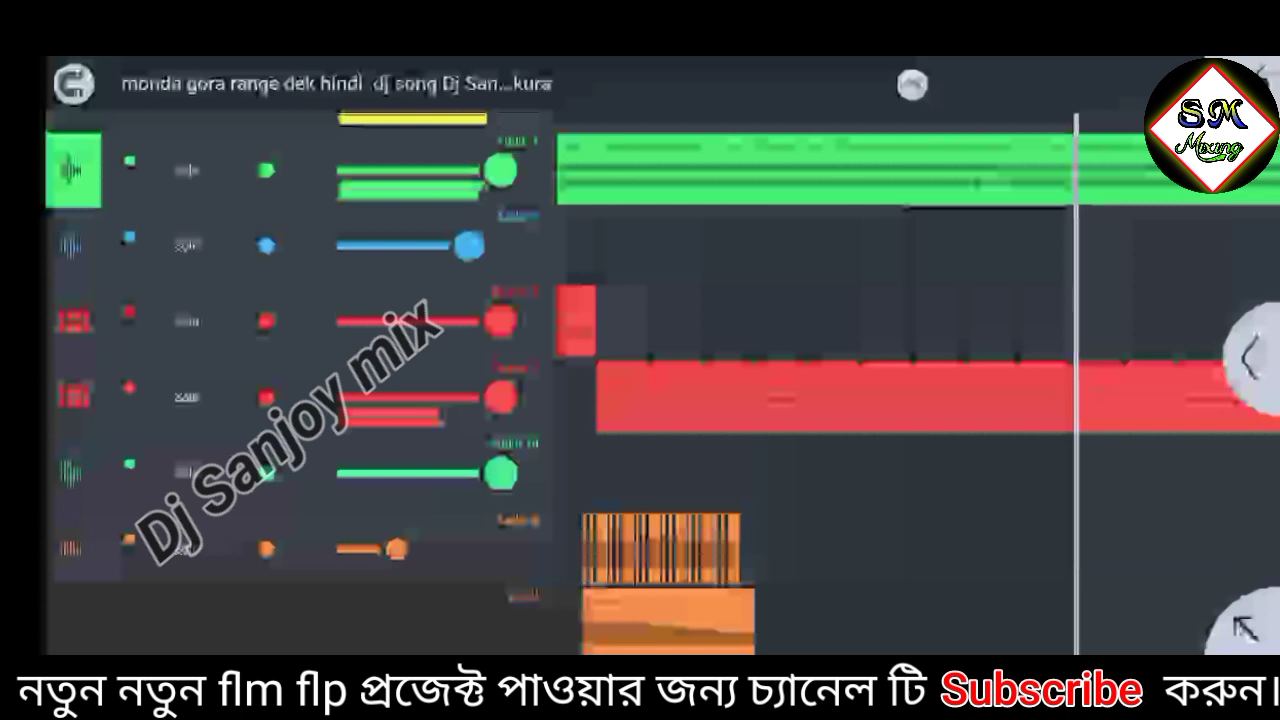 monda gora range dek hindi dj song Dj San...kura
SM
Mixing
Dj Sanjoy mix
নতুন নতুন flm flp প্রজেক্ট পাওয়ার জন্য চ্যানেল টি Subscribe করুন।